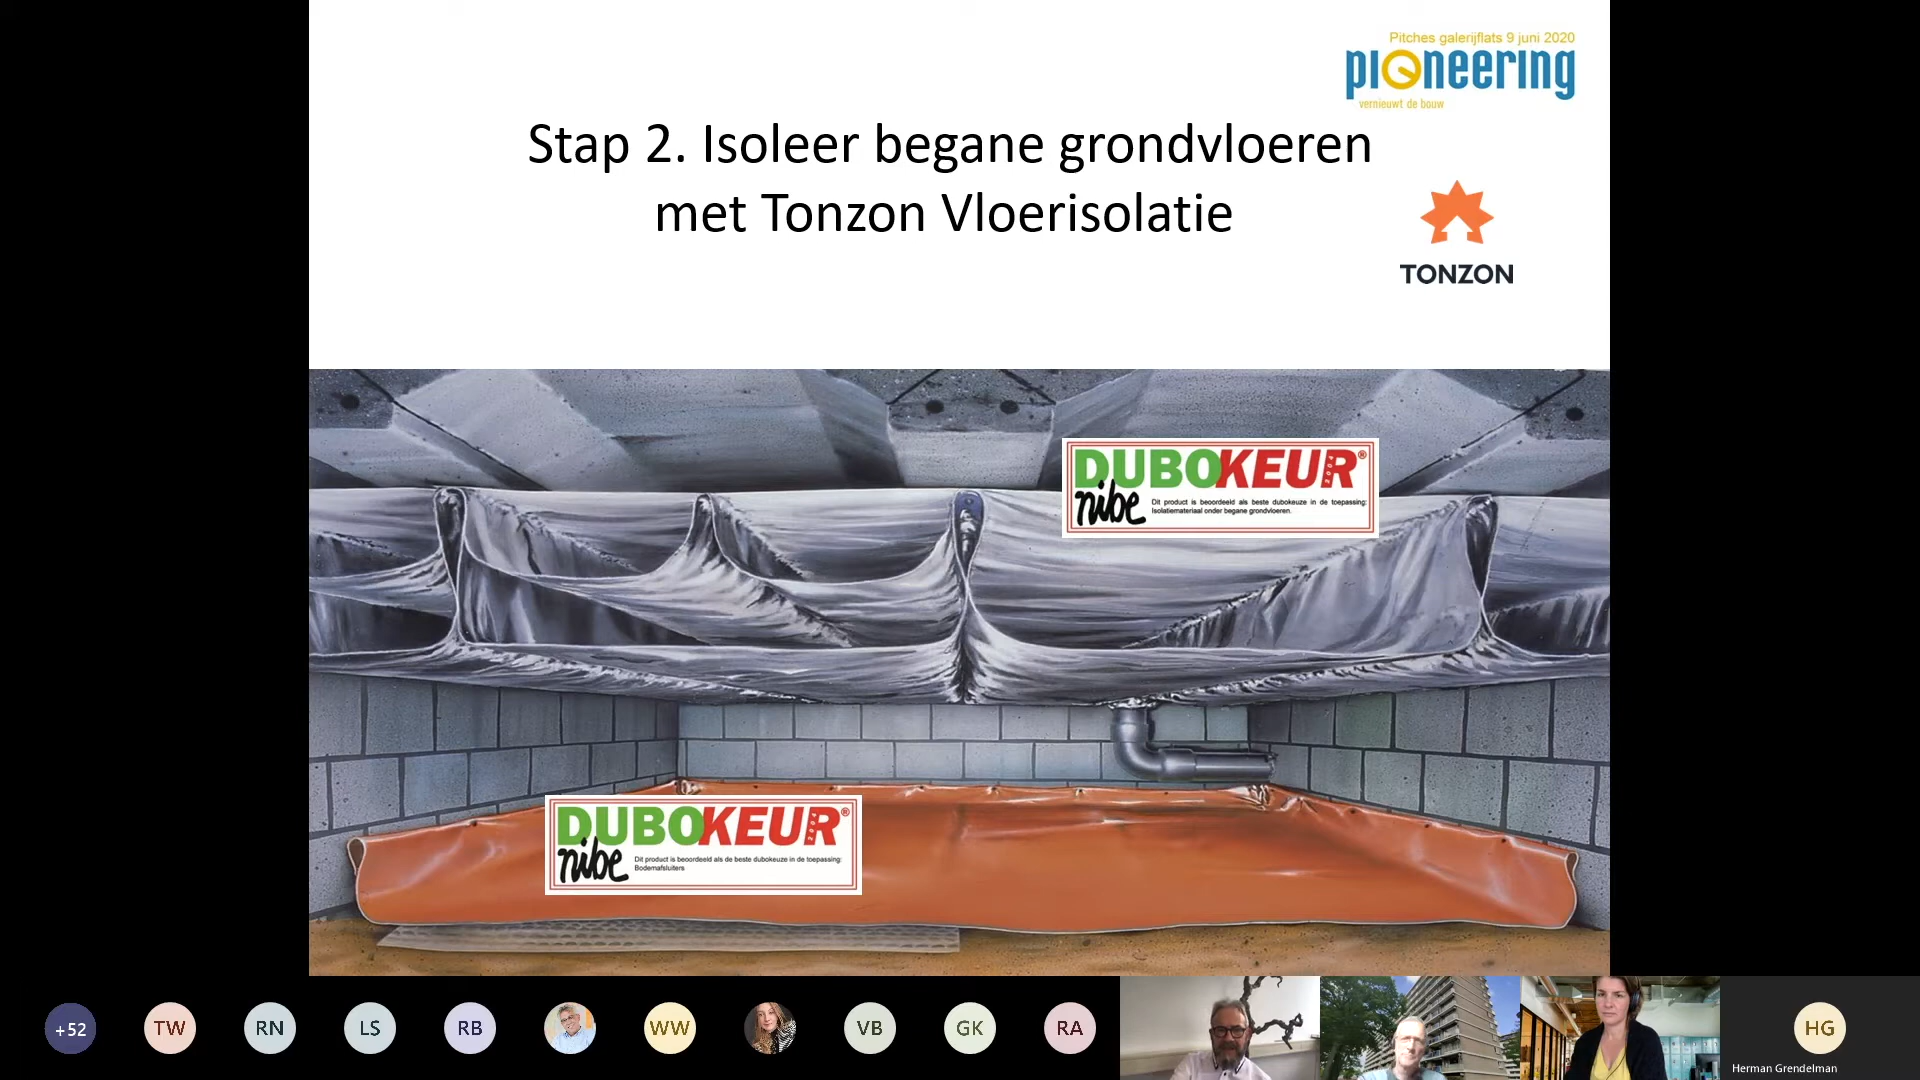 Pitches galerijflats 9 juni 2020
pioneering
vernieuwt de bouw
Stap 2. Isoleer begane grondvloeren
met Tonzon Vloerisolatie
TONZON
DUBOKEUR®
nibe
Dit product is beoordeeld als beste dubokeuze in de toepassing:
Isolatiemateriaal onder begane grondvloeren.
DUBOKEUR®
nibe
Dit product is beoordeeld als de beste dubokeuze in de toepassing:
Bodemafsluiters
+52
TW
RN
LS
RB
WW
VB
GK
RA
HG
Herman Grendelman